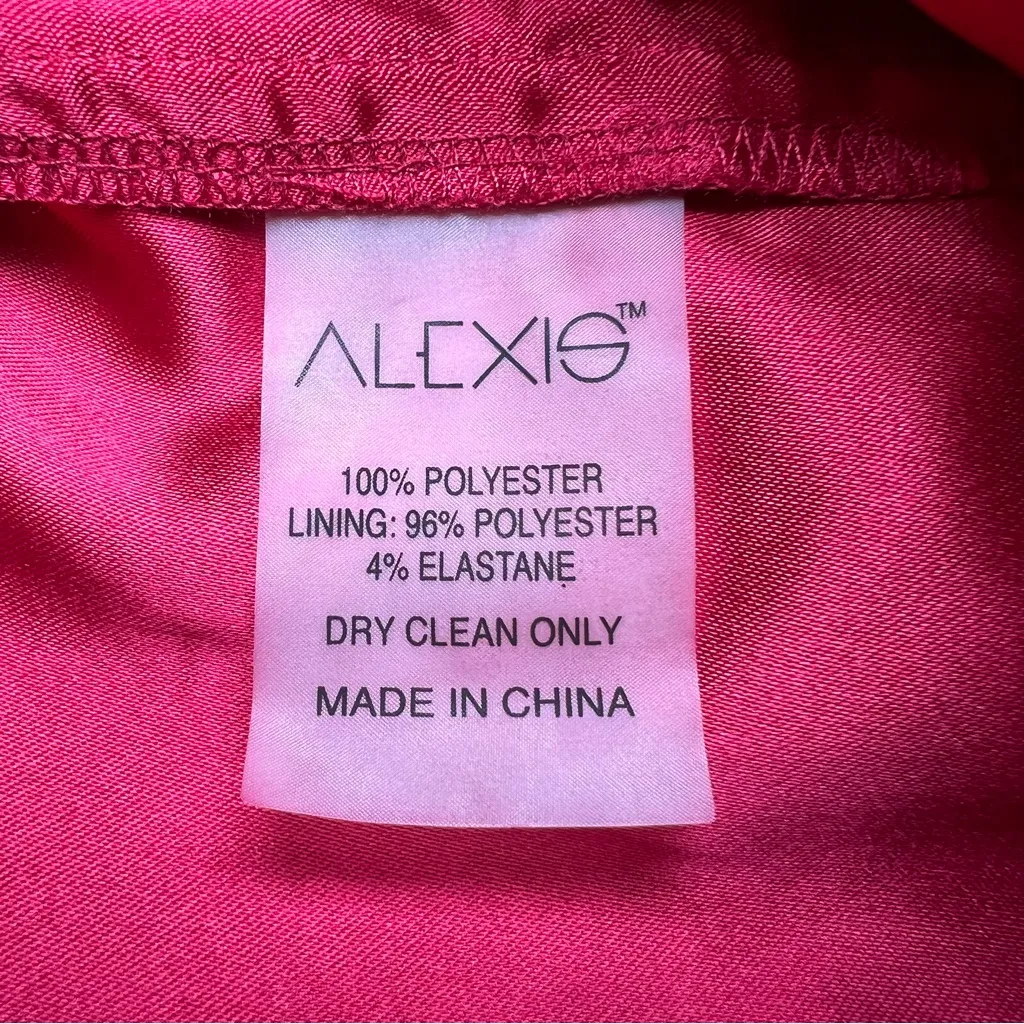 ALEXIS™
100% POLYESTER
LINING: 96% POLYESTER
4% ELASTANE
DRY CLEAN ONLY
MADE IN CHINA